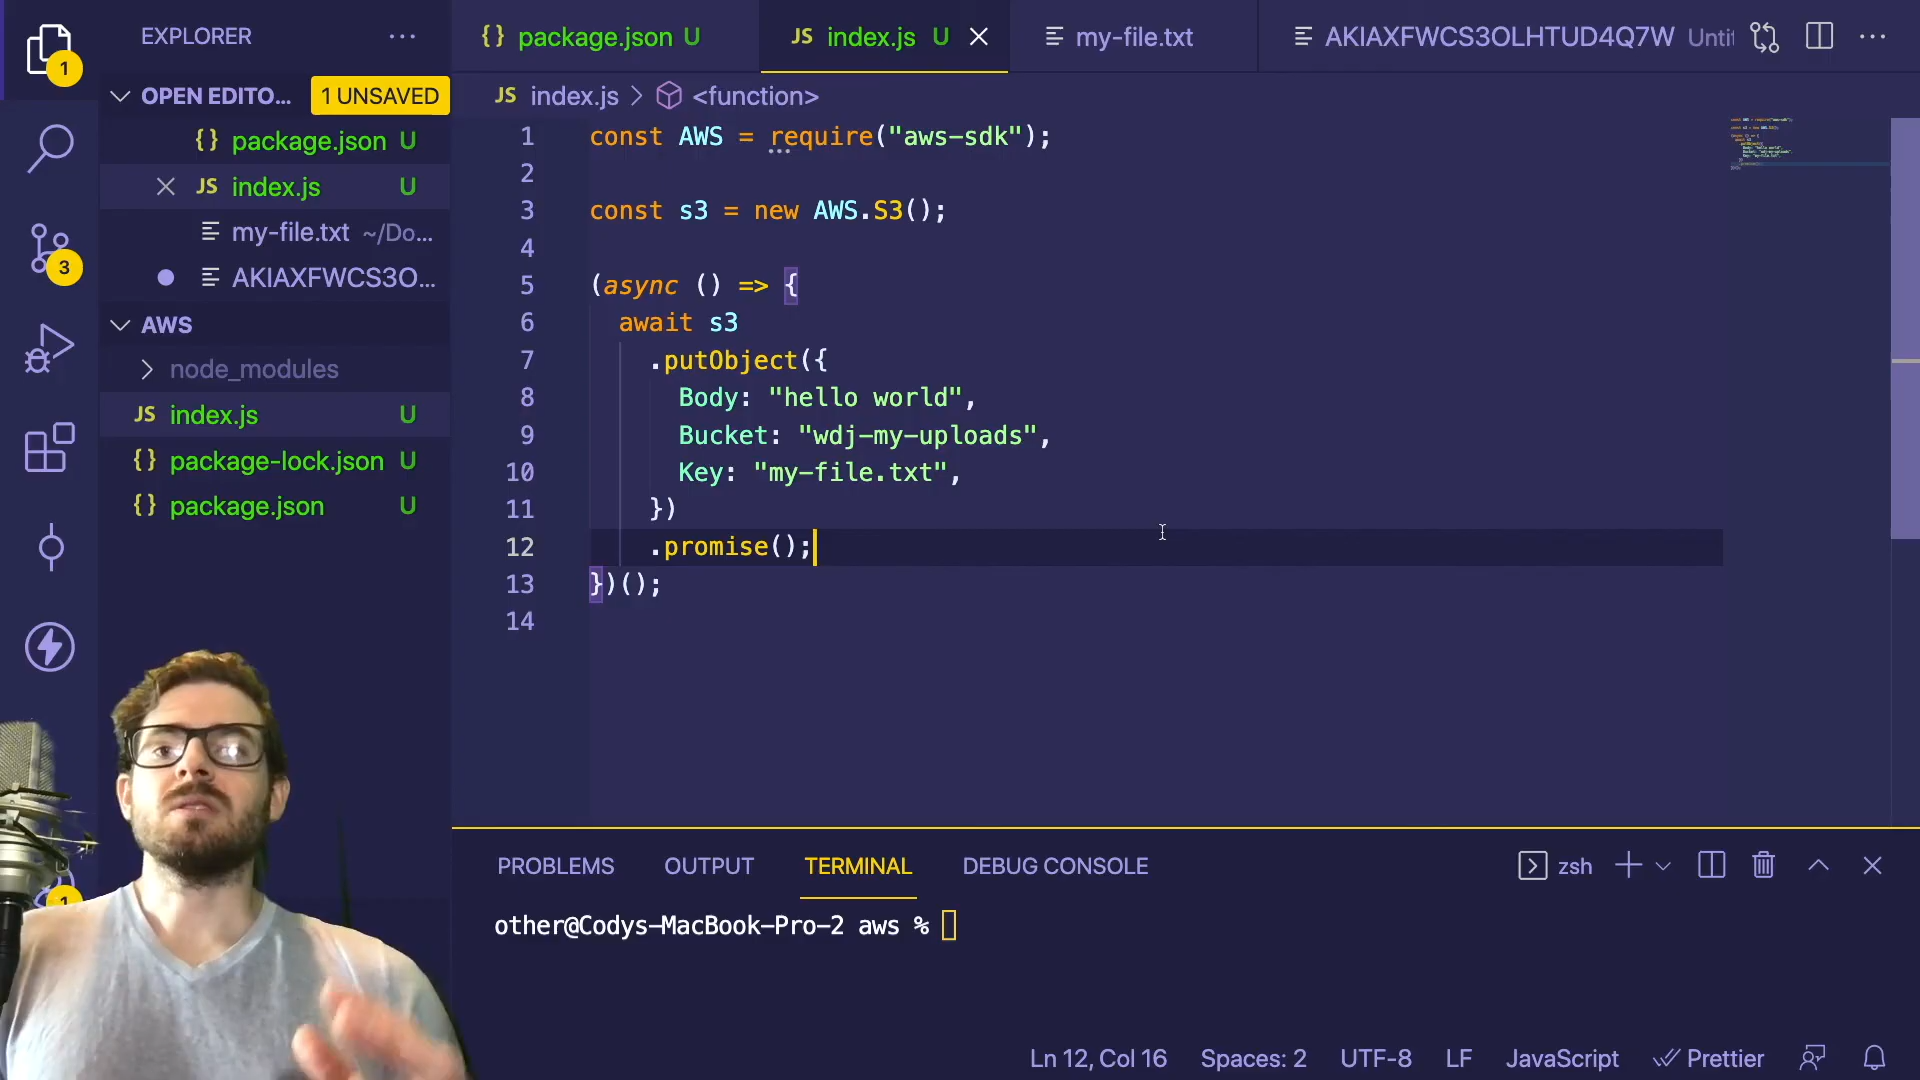 1
EXPLORER
{} package.json U
JS index.js U
my-file.txt
AKIAXFWCS3OLHTUD4Q7W Untit
OPEN EDITO...
1 UNSAVED
{} package.json U
JS index.js U
my-file.txt ~/Do...
AKIAXFWCS3O...
AWS
node_modules
JS index.js U
{} package-lock.json U
{} package.json U
3
JS index.js > <function>
1 const AWS = require("aws-sdk");
2
3 const s3 = new AWS.S3();
4
5 (async () => {
6 await s3
7 .putObject({
8 Body: "hello world",
9 Bucket: "wdj-my-uploads",
10 Key: "my-file.txt",
11 })
12 .promise();
13 })();
14
PROBLEMS OUTPUT TERMINAL DEBUG CONSOLE
zsh
other@Codys-MacBook-Pro-2 aws %
Ln 12, Col 16 Spaces: 2 UTF-8 LF JavaScript Prettier